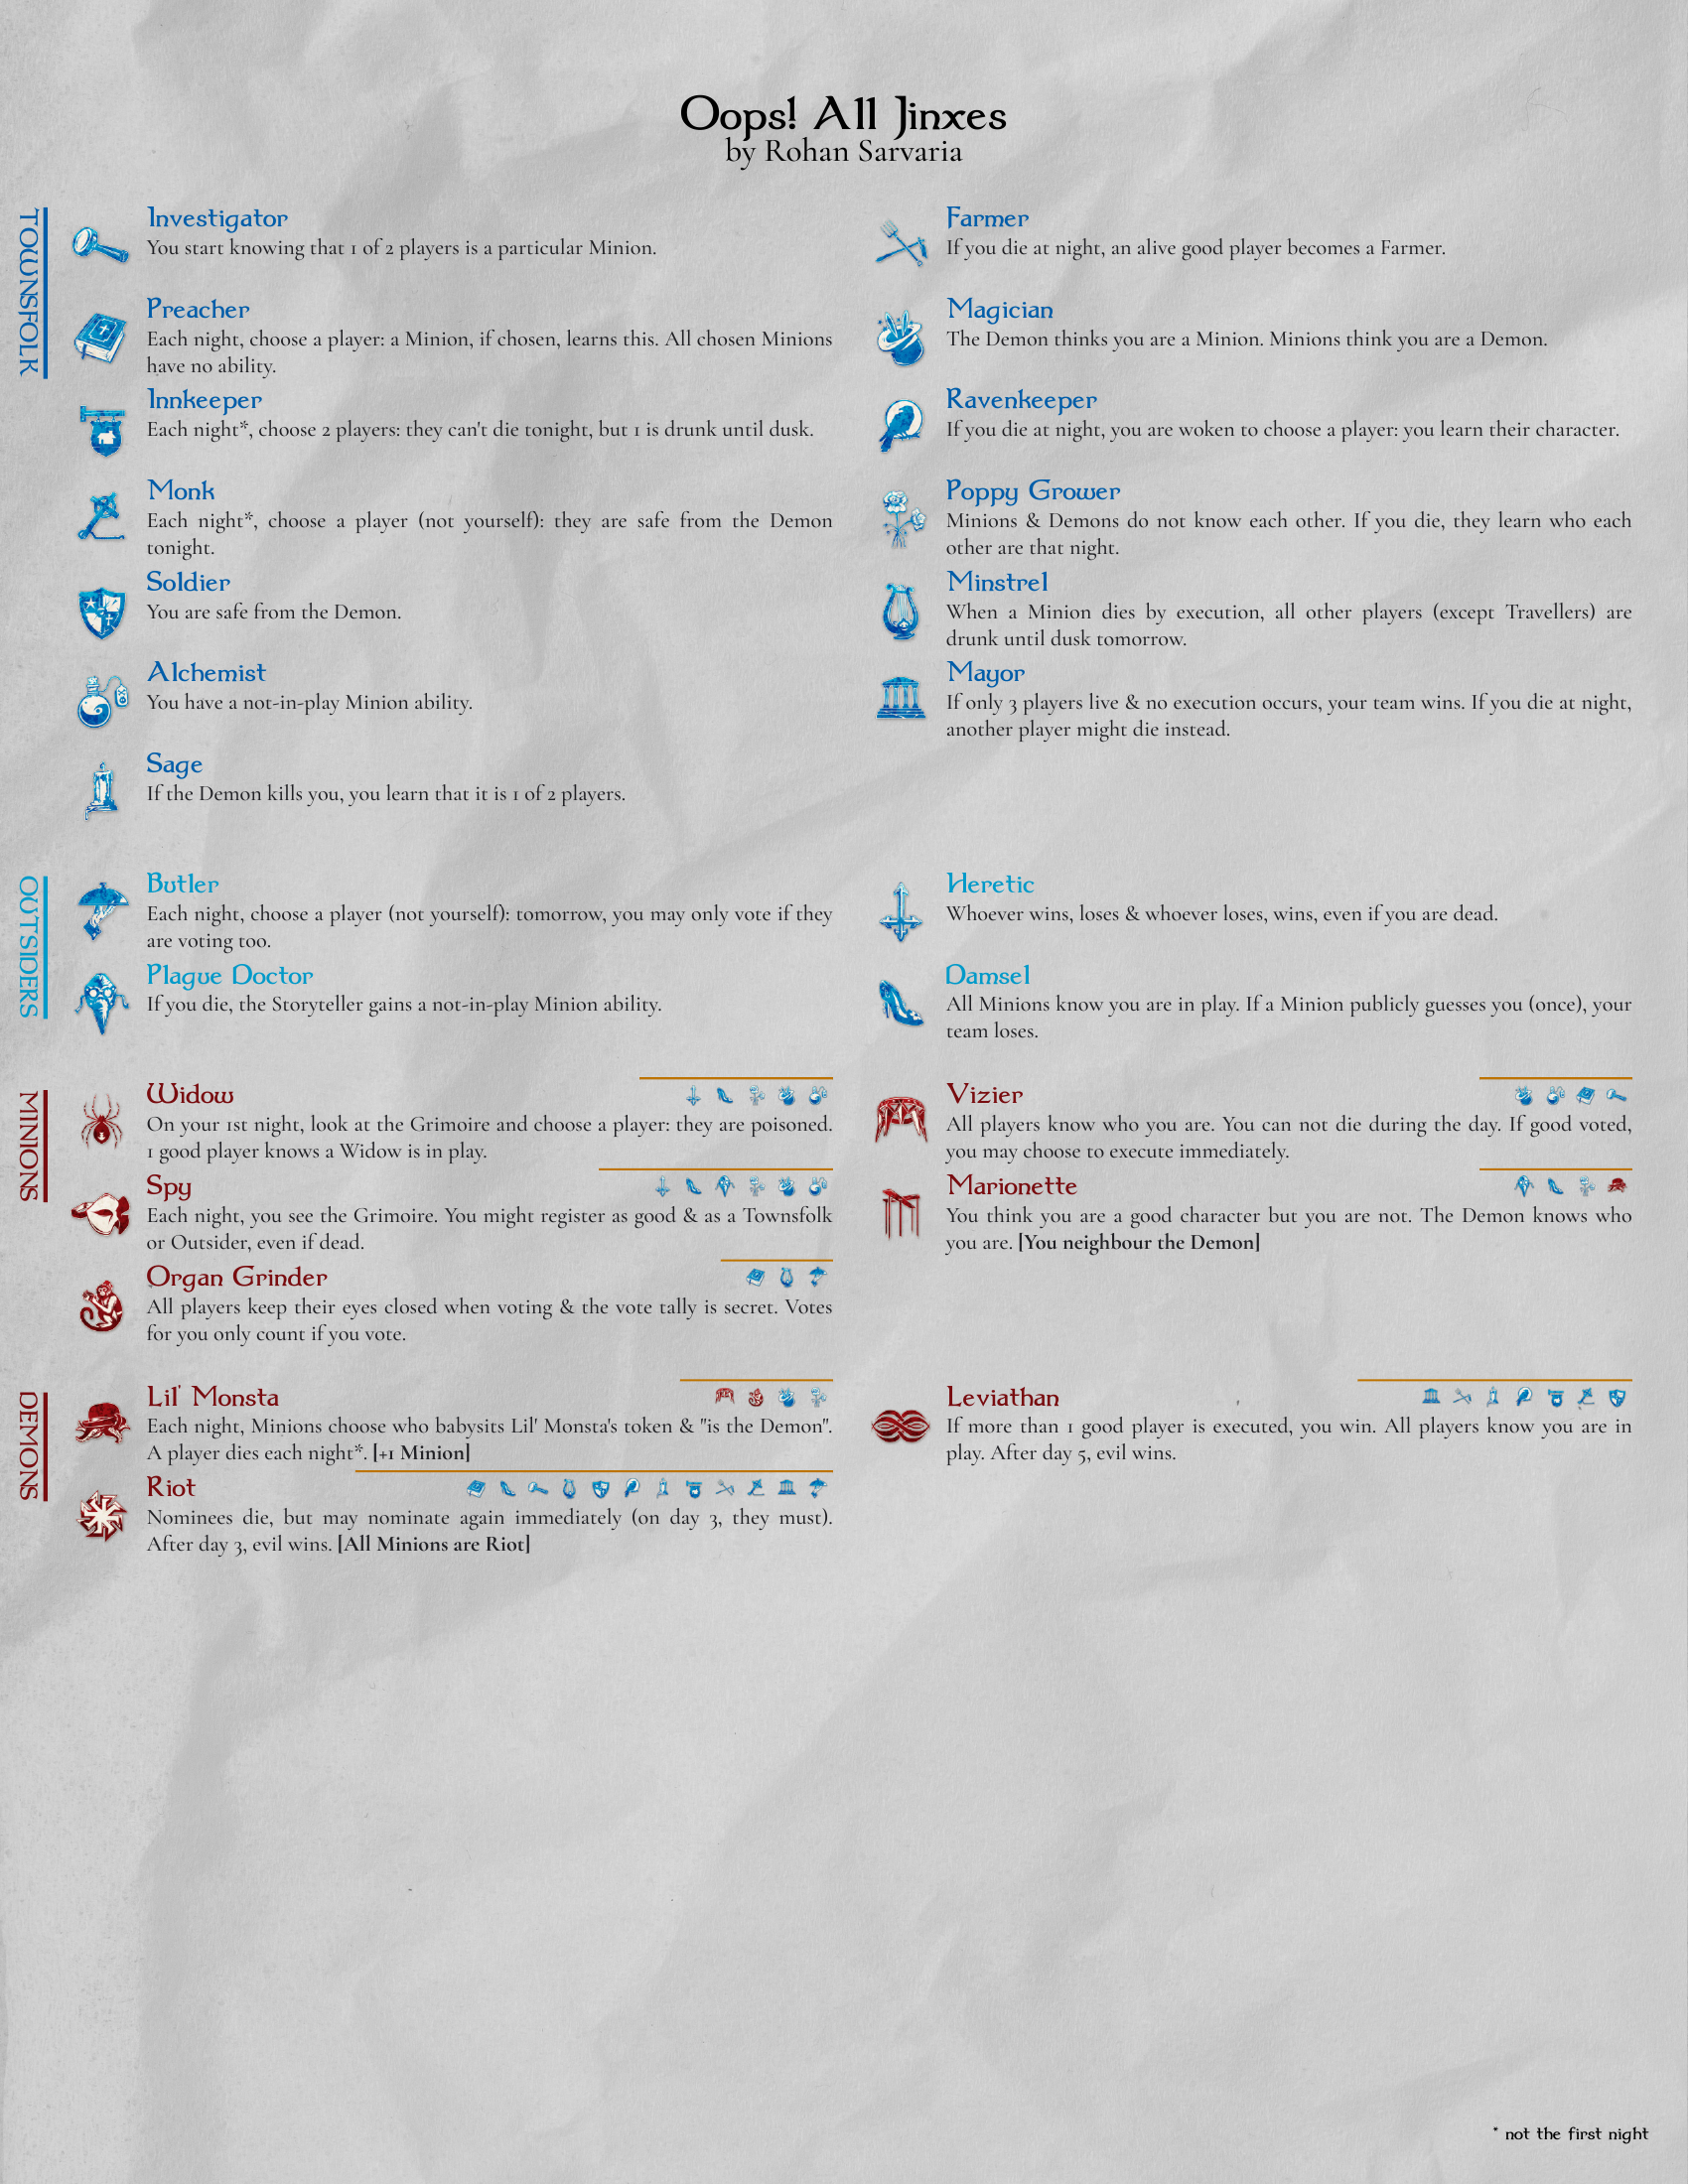 Oops! All Jinxes
by Rohan Sarvaria
TOWNSFOLK
Investigator
You start knowing that 1 of 2 players is a particular Minion.
Preacher
Each night, choose a player: a Minion, if chosen, learns this. All chosen Minions
have no ability.
Innkeeper
Each night*, choose 2 players: they can't die tonight, but 1 is drunk until dusk.
Monk
Each night*, choose a player (not yourself): they are safe from the Demon
tonight.
Soldier
You are safe from the Demon.
Alchemist
You have a not-in-play Minion ability.
Sage
If the Demon kills you, you learn that it is 1 of 2 players.
Farmer
If you die at night, an alive good player becomes a Farmer.
Magician
The Demon thinks you are a Minion. Minions think you are a Demon.
Ravenkeeper
If you die at night, you are woken to choose a player: you learn their character.
Poppy Grower
Minions & Demons do not know each other. If you die, they learn who each
other are that night.
Minstrel
When a Minion dies by execution, all other players (except Travellers) are
drunk until dusk tomorrow.
Mayor
If only 3 players live & no execution occurs, your team wins. If you die at night,
another player might die instead.
OUTSIDERS
Butler
Each night, choose a player (not yourself): tomorrow, you may only vote if they
are voting too.
Plague Doctor
If you die, the Storyteller gains a not-in-play Minion ability.
Heretic
Whoever wins, loses & whoever loses, wins, even if you are dead.
Damsel
All Minions know you are in play. If a Minion publicly guesses you (once), your
team loses.
MINIONS
Widow
On your 1st night, look at the Grimoire and choose a player: they are poisoned.
1 good player knows a Widow is in play.
Spy
Each night, you see the Grimoire. You might register as good & as a Townsfolk
or Outsider, even if dead.
Organ Grinder
All players keep their eyes closed when voting & the vote tally is secret. Votes
for you only count if you vote.
Vizier
All players know who you are. You can not die during the day. If good voted,
you may choose to execute immediately.
Marionette
You think you are a good character but you are not. The Demon knows who
you are. [You neighbour the Demon]
DEMONS
Lil' Monsta
Each night, Minions choose who babysits Lil' Monsta's token & "is the Demon".
A player dies each night*. [+1 Minion]
Riot
Nominees die, but may nominate again immediately (on day 3, they must).
After day 3, evil wins. [All Minions are Riot]
Leviathan
If more than 1 good player is executed, you win. All players know you are in
play. After day 5, evil wins.
* not the first night